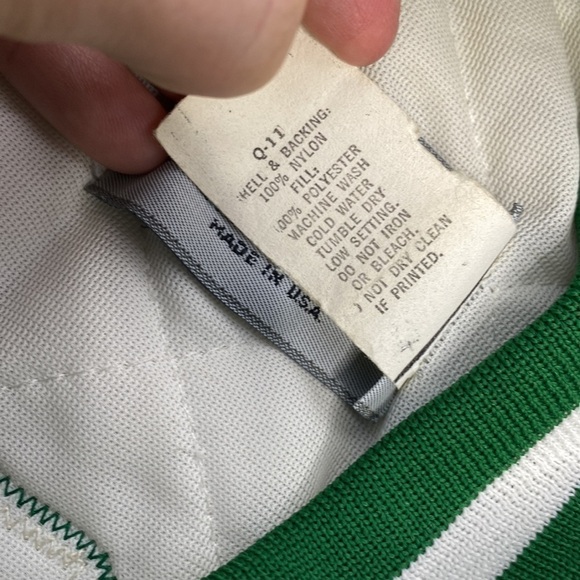 Q-11
SHELL & BACKING:
100% NYLON
FILL:
100% POLYESTER
MACHINE WASH
COLD WATER
TUMBLE DRY
LOW SETTING.
DO NOT IRON
OR BLEACH.
DO NOT DRY CLEAN
IF PRINTED.
MADE IN USA